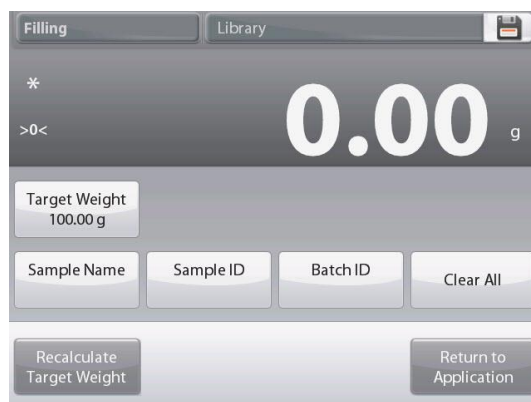 Filling
Library
*
>0<
0.00 g
Target Weight
100.00 g
Sample Name
Sample ID
Batch ID
Clear All
Recalculate
Target Weight
Return to
Application